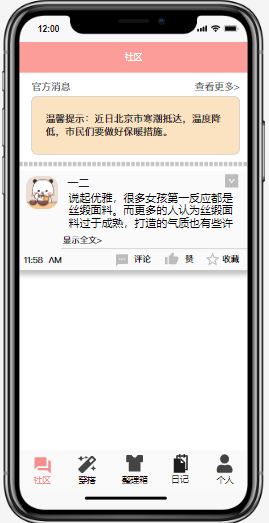 12:00
社区
官方消息 查看更多>
温馨提示：近日北京市寒潮抵达，温度降
低，市民们要做好保暖措施。
一二
说起优雅，很多女孩第一反应都是
丝缎面料。而更多的人认为丝缎面
料过于成熟，打造的气质也有些许
显示全文>
11:58 AM 评论 赞 收藏
社区 穿搭 整理箱 日记 个人